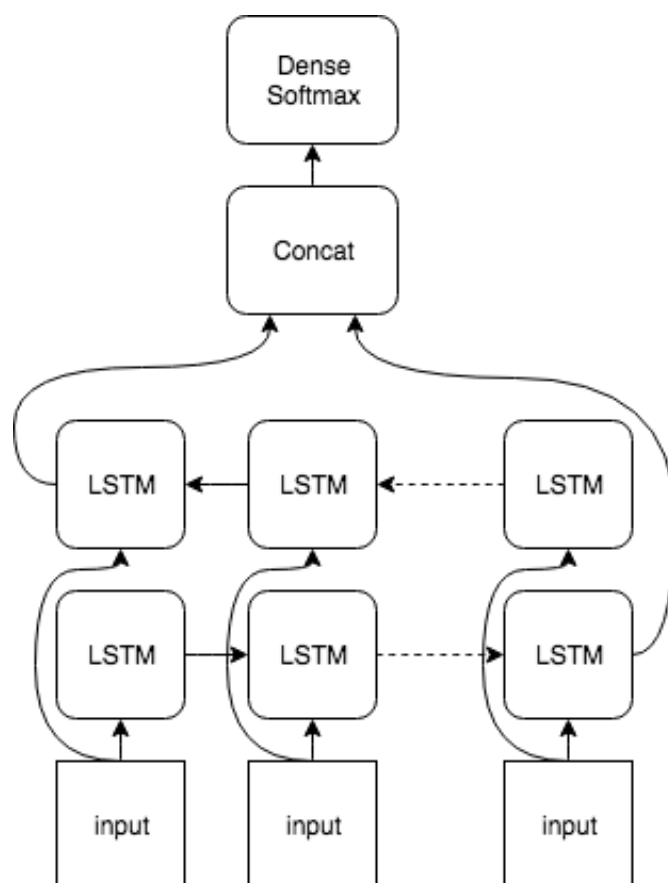 Dense
Softmax
Concat
LSTM LSTM LSTM
LSTM LSTM LSTM
input input input